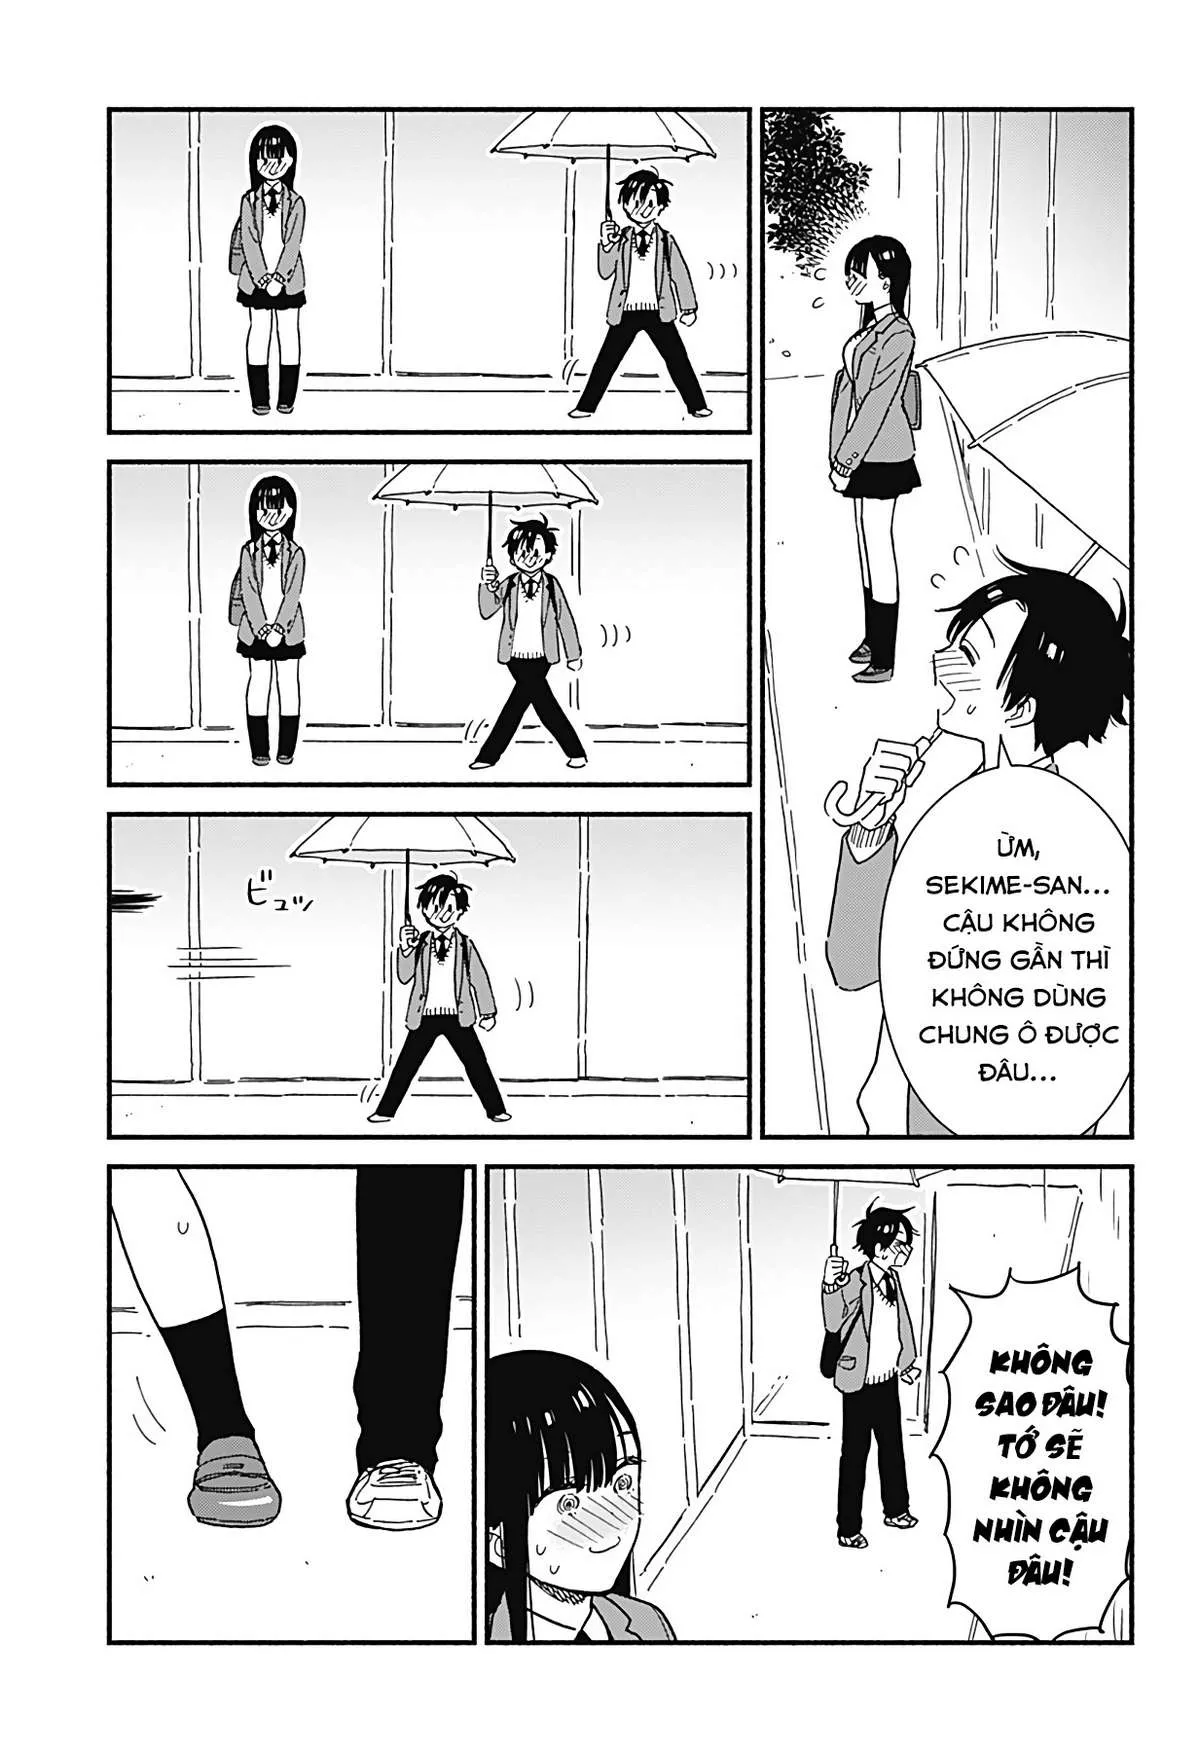 ỪM,
SEKIME-SAN...
CẬU KHÔNG
ĐỨNG GẦN THÌ
KHÔNG DÙNG
CHUNG Ô ĐƯỢC
ĐÂU...
ビュッ
KHÔNG
SAO ĐÂU!
TỚ SẼ
KHÔNG
NHÌN CẬU
ĐÂU!